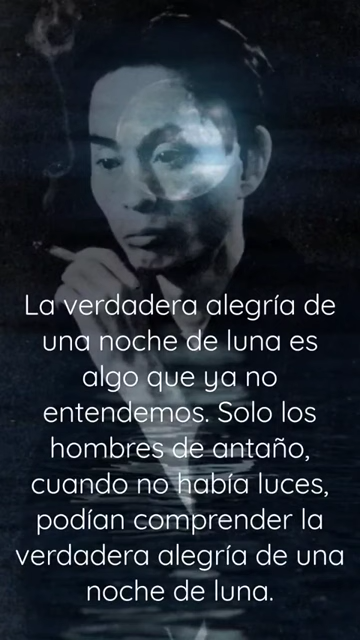 La verdadera alegría de
una noche de luna es
algo que ya no
entendemos. Solo los
hombres de antaño,
cuando no había luces,
podían comprender la
verdadera alegría de una
noche de luna.